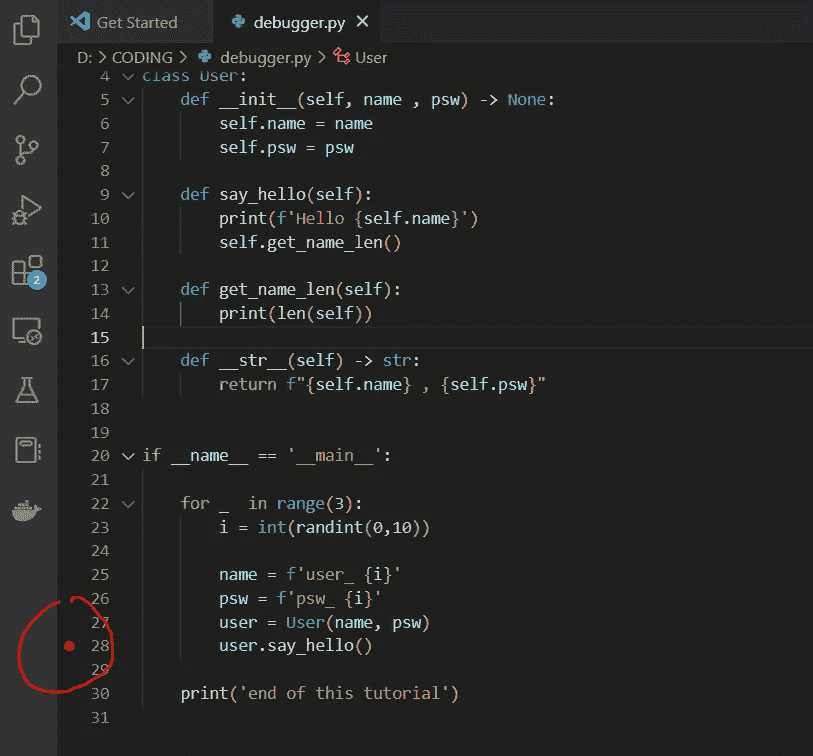 Get Started
debugger.py
D: > CODING > debugger.py > User
4 class User:
5 def __init__(self, name , psw) -> None:
6 self.name = name
7 self.psw = psw
8
9 def say_hello(self):
10 print(f'Hello {self.name}')
11 self.get_name_len()
12
13 def get_name_len(self):
14 print(len(self))
15
16 def __str__(self) -> str:
17 return f"{self.name} , {self.psw}"
18
19
20 if __name__ == '__main__':
21
22 for _  in range(3):
23 i = int(randint(0,10))
24
25 name = f'user_ {i}'
26 psw = f'psw_ {i}'
27 user = User(name, psw)
28 user.say_hello()
29
30 print('end of this tutorial')
31
2